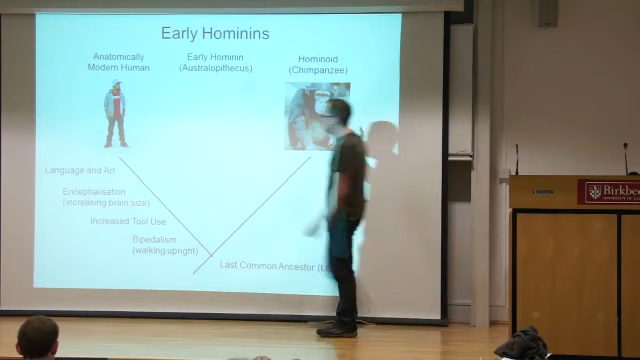 Early Hominins
Anatomically
Modern Human
Early Hominin
(Australopithecus)
Hominoid
(Chimpanzee)
Language and Art
Encephalisation
(increasing brain size)
Increased Tool Use
Bipedalism
(walking upright)
Last Common Ancestor
Birkbe